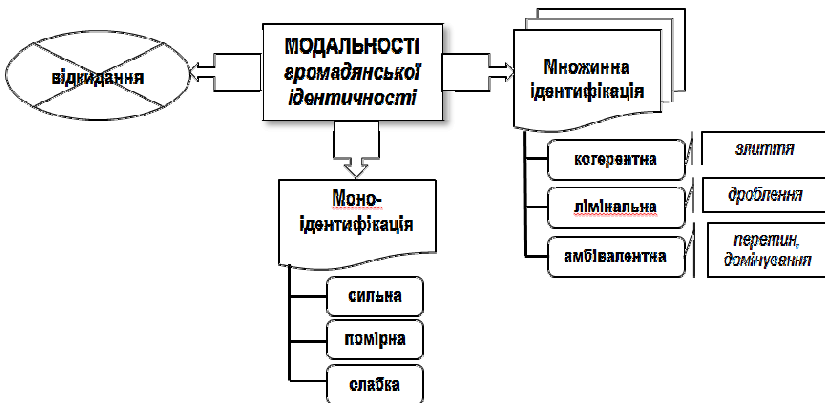 відкидання
МОДАЛЬНОСТІ
громадянської
ідентичності
Множинна
ідентифікація
когерентна
злиття
лімінальна
дроблення
амбівалентна
перетин,
домінування
Моно-
ідентифікація
сильна
помірна
слабка